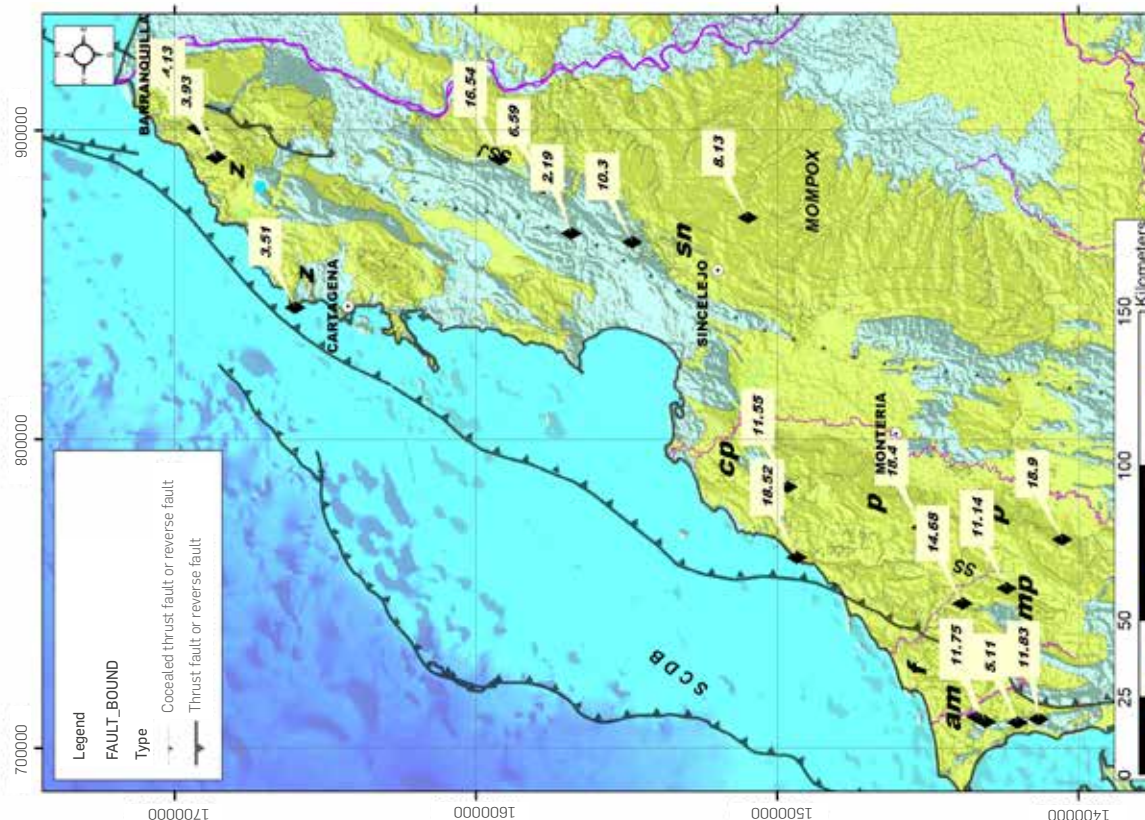 Legend
FAULT_BOUND
Type
Cocealed thrust fault or reverse fault
Thrust fault or reverse fault
BARRANQUILLA
3.93
z
3.51
z
CARTAGENA
16.54
6.59
SSJ
2.19
10.3
sn
SINCELEJO
8.13
MOMPOX
cp
11.55
18.52
p
MONTERIA
18.4
14.68
11.14
18.9
p
SS
mp
f
am
11.75
5.11
11.83
SCDB
0
25
50
100
150
700000
800000
900000
1700000
1600000
1500000
1400000